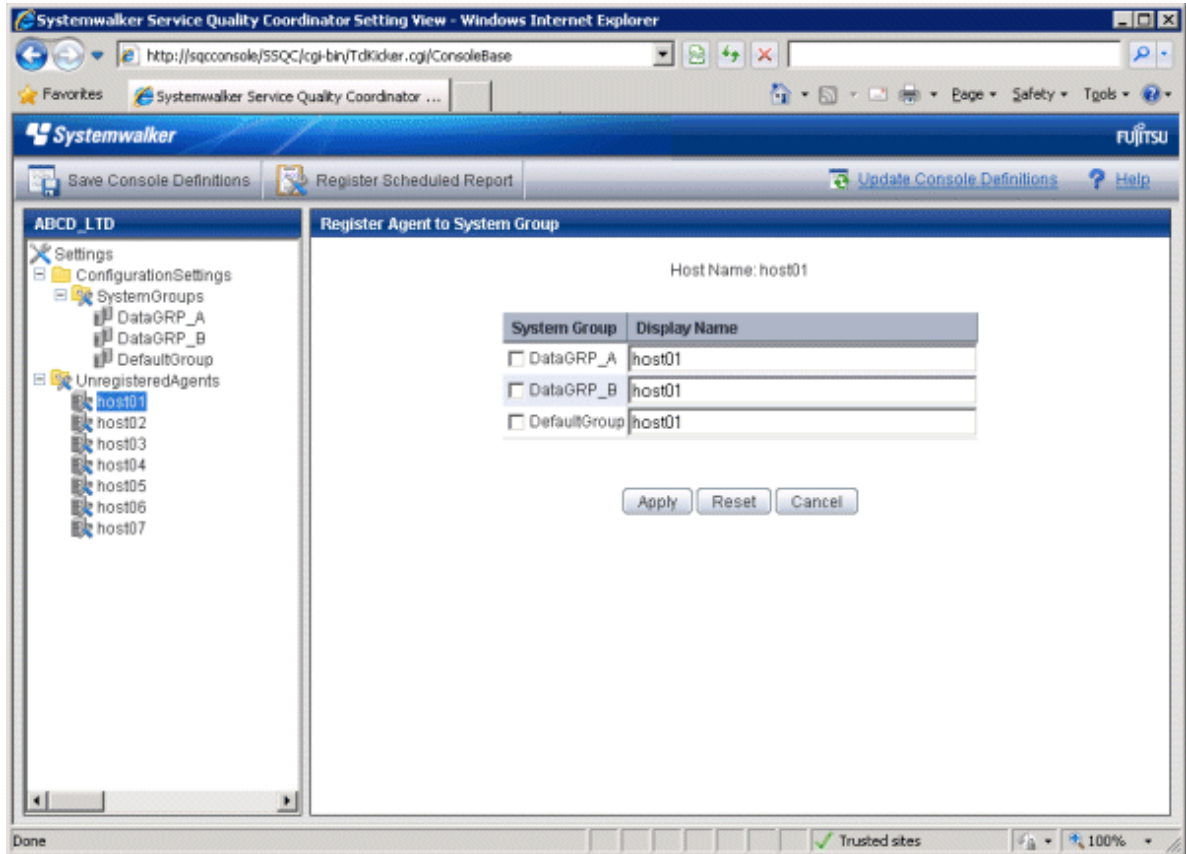 Systemwalker Service Quality Coordinator Setting View - Windows Internet Explorer
http://sqcconsole/SSQC/cgi-bin/TdKicker.cgi/ConsoleBase
Favorites Systemwalker Service Quality Coordinator ... Page Safety Tools
Systemwalker FUJITSU
Save Console Definitions Register Scheduled Report Update Console Definitions ? Help
ABCD_LTD
Settings
ConfigurationSettings
SystemGroups
DataGRP_A
DataGRP_B
DefaultGroup
UnregisteredAgents
host01
host02
host03
host04
host05
host06
host07
Register Agent to System Group
Host Name: host01
System Group Display Name
DataGRP_A host01
DataGRP_B host01
DefaultGroup host01
Apply Reset Cancel
Done Trusted sites 100%